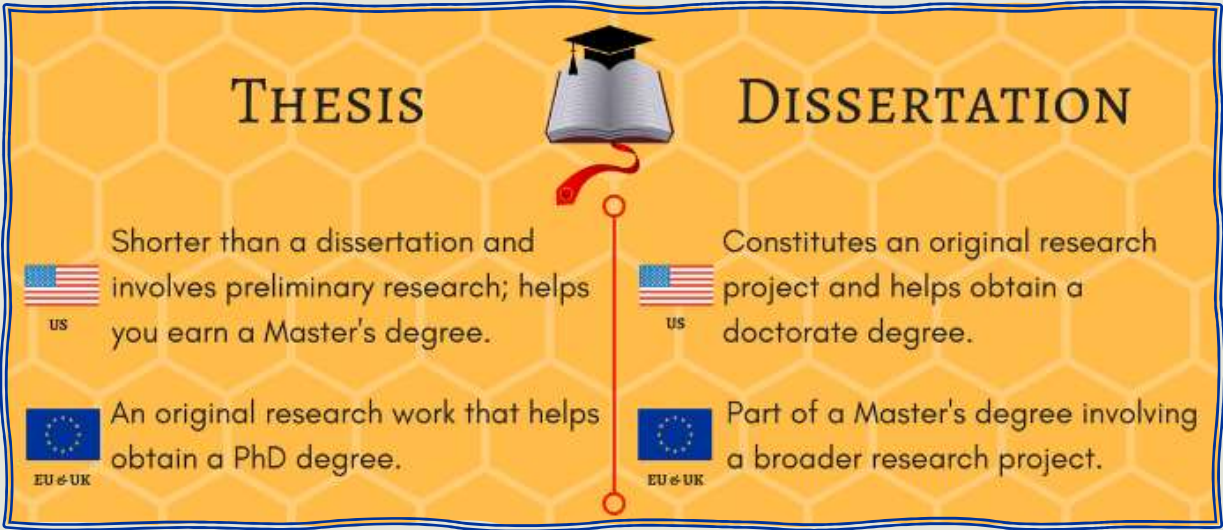 THESIS
DISSERTATION
Shorter than a dissertation and
involves preliminary research; helps
you earn a Master's degree.
US
Constitutes an original research
project and helps obtain a
doctorate degree.
US
An original research work that helps
obtain a PhD degree.
EU & UK
Part of a Master's degree involving
a broader research project.
EU & UK